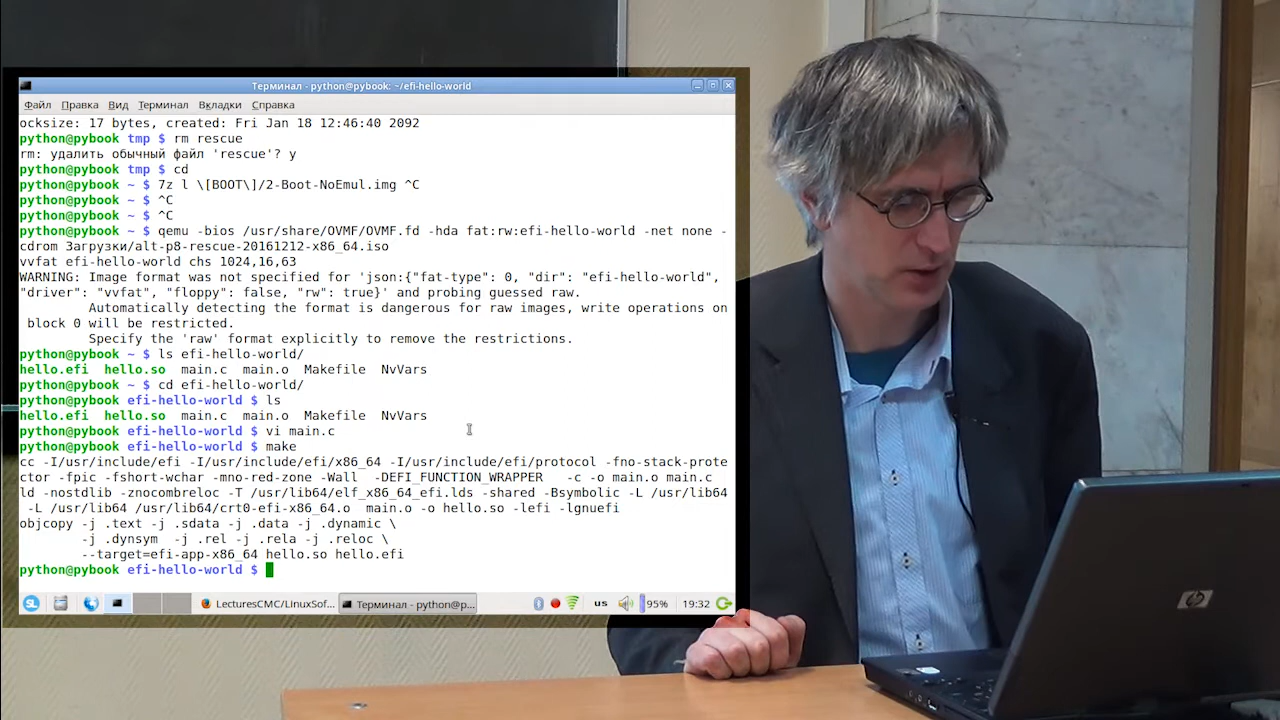 Терминал - python@pybook: ~/efi-hello-world
Файл Правка Вид Терминал Вкладки Справка
ocksize: 17 bytes, created: Fri Jan 18 12:46:40 2092
python@pybook tmp $ rm rescue
rm: удалить обычный файл 'rescue'? y
python@pybook tmp $ cd
python@pybook ~ $ 7z l \[BOOT\]/2-Boot-NoEmul.img ^C
python@pybook ~ $ ^C
python@pybook ~ $ ^C
python@pybook ~ $ qemu -bios /usr/share/OVMF/OVMF.fd -hda fat:rw:efi-hello-world -net none -
cdrom Загрузки/alt-p8-rescue-20161212-x86_64.iso
vvfat efi-hello-world chs 1024,16,63
WARNING: Image format was not specified for 'json:{"fat-type": 0, "dir": "efi-hello-world",
"driver": "vvfat", "floppy": false, "rw": true}' and probing guessed raw.
Automatically detecting the format is dangerous for raw images, write operations on
block 0 will be restricted.
Specify the 'raw' format explicitly to remove the restrictions.
python@pybook ~ $ ls efi-hello-world/
hello.efi hello.so main.c main.o Makefile NvVars
python@pybook ~ $ cd efi-hello-world/
python@pybook efi-hello-world $ ls
hello.efi hello.so main.c main.o Makefile NvVars
python@pybook efi-hello-world $ vi main.c
python@pybook efi-hello-world $ make
cc -I/usr/include/efi -I/usr/include/efi/x86_64 -I/usr/include/efi/protocol -fno-stack-prote
ctor -fpic -fshort-wchar -mno-red-zone -Wall -DEFI_FUNCTION_WRAPPER -c -o main.o main.c
ld -nostdlib -znocombreloc -T /usr/lib64/elf_x86_64_efi.lds -shared -Bsymbolic -L /usr/lib64
-L /usr/lib64 /usr/lib64/crt0-efi-x86_64.o main.o -o hello.so -lefi -lgnuefi
objcopy -j .text -j .sdata -j .data -j .dynamic \
-j .dynsym -j .rel -j .rela -j .reloc \
--target=efi-app-x86_64 hello.so hello.efi
python@pybook efi-hello-world $
SL LecturesCMC/LinuxSof... Терминал - python@p... us 95% 19:32
hp